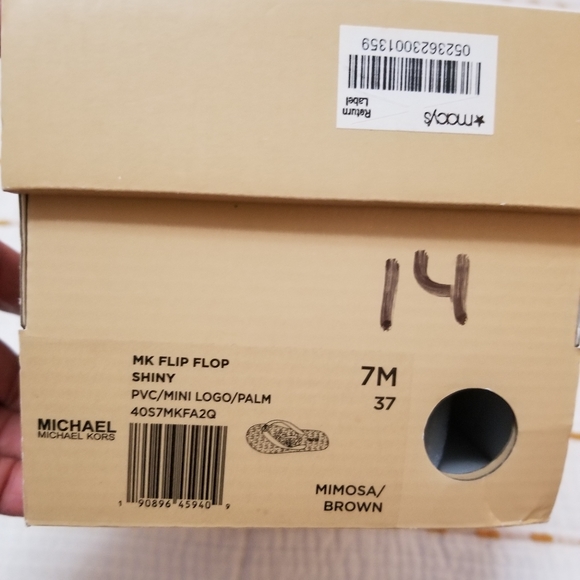 ★macy's
Return
Label
0523623001359
14
MK FLIP FLOP
SHINY
PVC/MINI LOGO/PALM
40S7MKFA2Q
7M
37
MICHAEL
MICHAEL KORS
1 90896 45940 9
MIMOSA/
BROWN